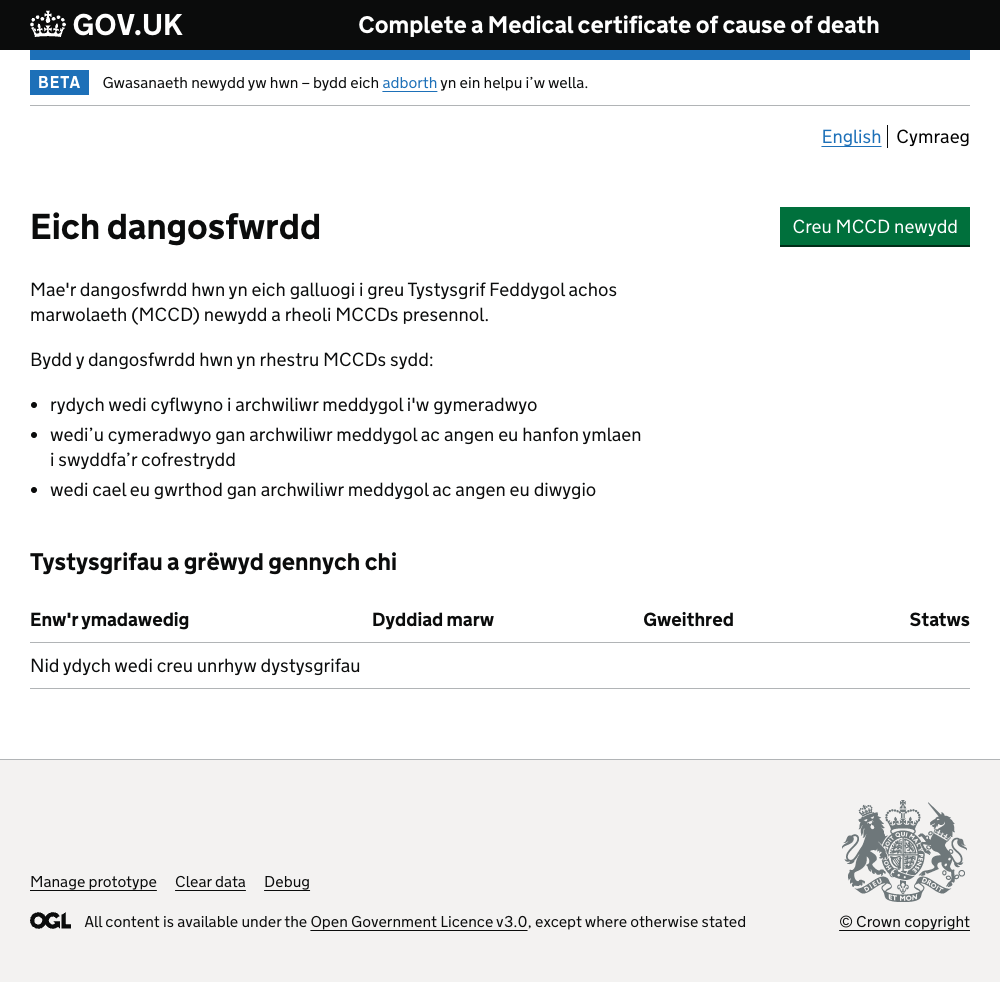 GOV.UK Complete a Medical certificate of cause of death
BETA Gwasanaeth newydd yw hwn – bydd eich adborth yn ein helpu i’w wella.
English Cymraeg
Eich dangosfwrdd
Creu MCCD newydd
Mae'r dangosfwrdd hwn yn eich galluogi i greu Tystysgrif Feddygol achos
marwolaeth (MCCD) newydd a rheoli MCCDs presennol.
Bydd y dangosfwrdd hwn yn rhestru MCCDs sydd:
• rydych wedi cyflwyno i archwiliwr meddygol i'w gymeradwyo
• wedi’u cymeradwyo gan archwiliwr meddygol ac angen eu hanfon ymlaen
i swyddfa’r cofrestrydd
• wedi cael eu gwrthod gan archwiliwr meddygol ac angen eu diwygio
Tystysgrifau a grëwyd gennych chi
Enw'r ymadawedig Dyddiad marw Gweithred Statws
Nid ydych wedi creu unrhyw dystysgrifau
Manage prototype Clear data Debug
OGL All content is available under the Open Government Licence v3.0, except where otherwise stated
© Crown copyright